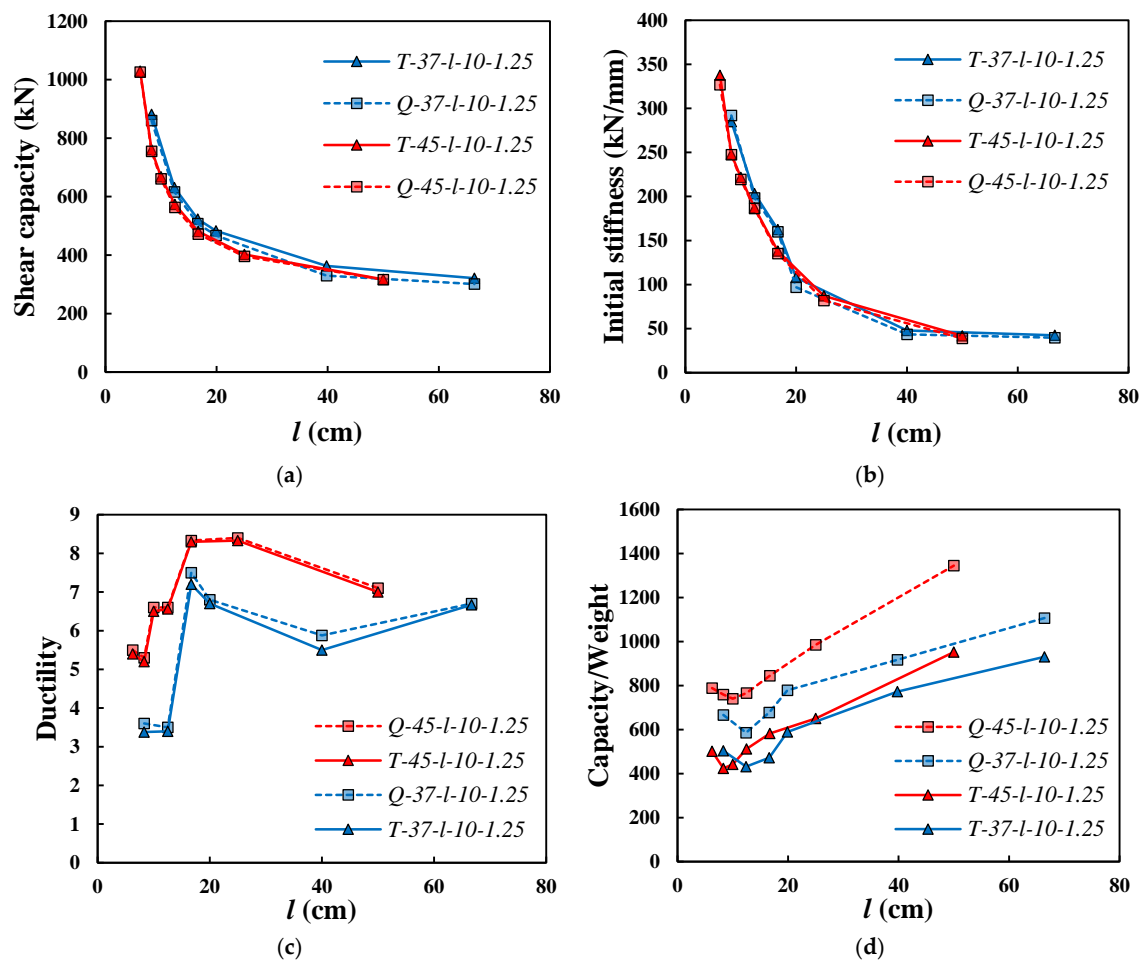 Shear capacity (kN)
1200
1000
800
600
400
200
0
0 20 40 60 80
l (cm)
T-37-l-10-1.25
Q-37-l-10-1.25
T-45-l-10-1.25
Q-45-l-10-1.25
(a)
Initial stiffness (kN/mm)
400
350
300
250
200
150
100
50
0
0 20 40 60 80
l (cm)
T-37-l-10-1.25
Q-37-l-10-1.25
T-45-l-10-1.25
Q-45-l-10-1.25
(b)
Ductility
9
8
7
6
5
4
3
2
1
0
0 20 40 60 80
l (cm)
Q-45-l-10-1.25
T-45-l-10-1.25
Q-37-l-10-1.25
T-37-l-10-1.25
(c)
Capacity/Weight
1600
1400
1200
1000
800
600
400
200
0
0 20 40 60 80
l (cm)
Q-45-l-10-1.25
Q-37-l-10-1.25
T-45-l-10-1.25
T-37-l-10-1.25
(d)